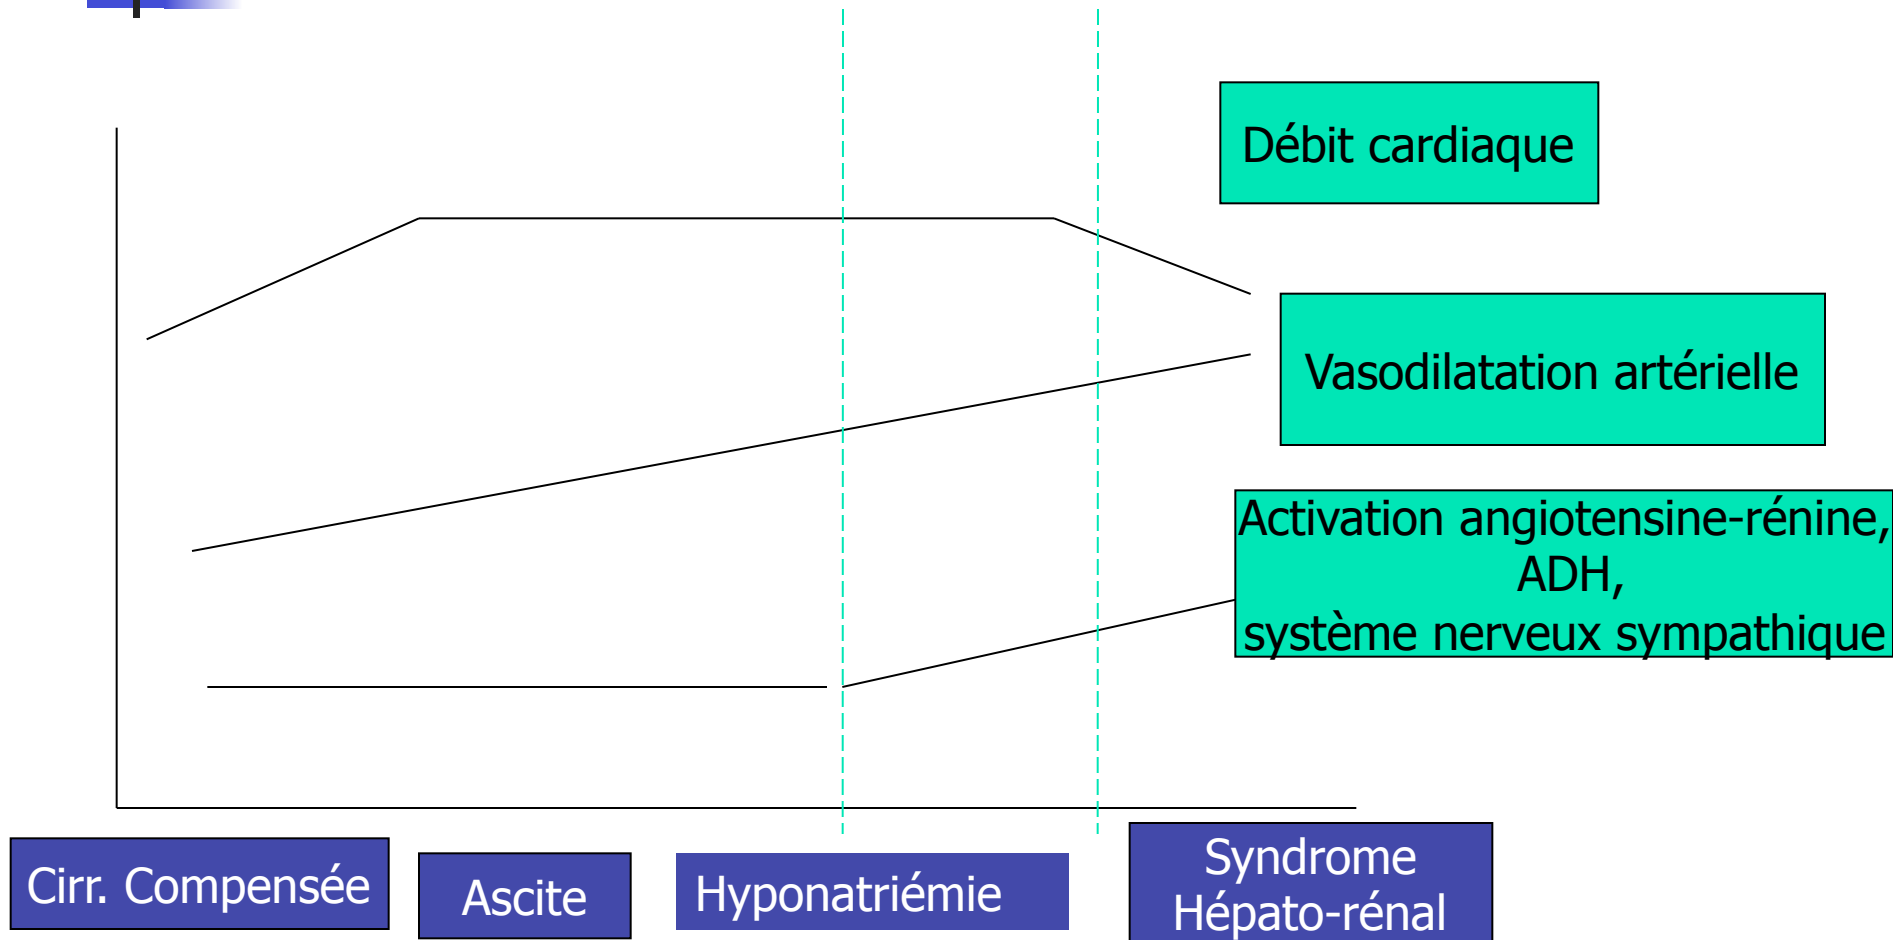 Débit cardiaque
Vasodilatation artérielle
Activation angiotensine-rénine,
ADH,
système nerveux sympathique
Cirr. Compensée
Ascite
Hyponatriémie
Syndrome
Hépato-rénal